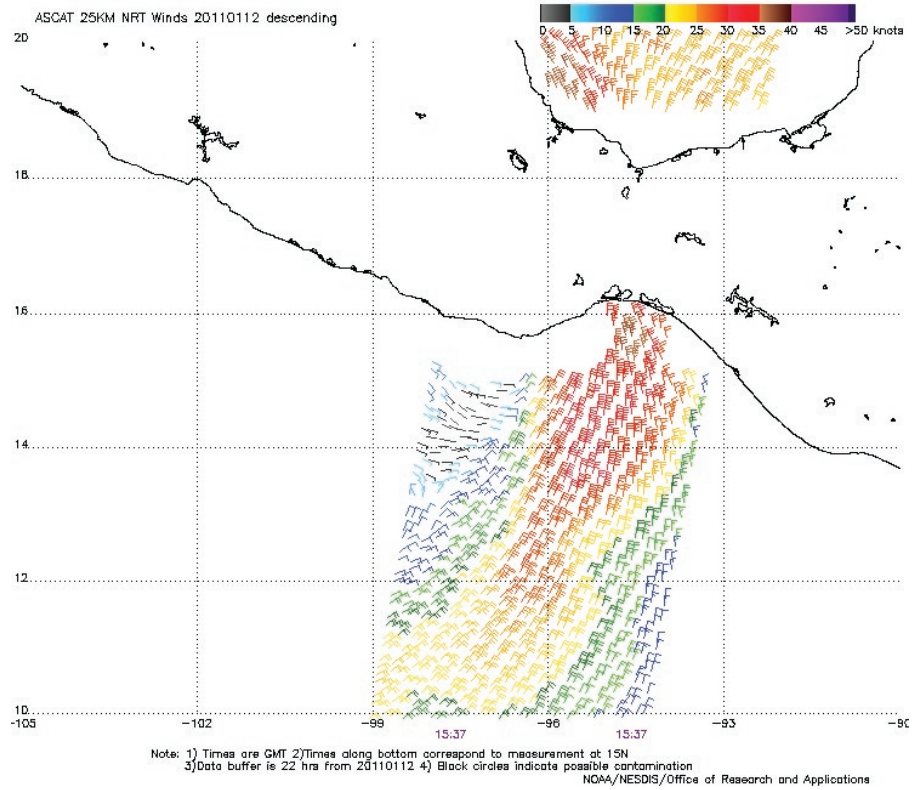 ASCAT 25KM NRT Winds 20110112 descending
0 5 10 15 20 25 30 35 40 45 >50 knots
20
18
16
14
12
10
-105 -102 -99 -96 -93 -90
15:37 15:37
Note: 1) Times are GMT 2)Times along bottom correspond to measurement at 15N
3)Data buffer is 22 hrs from 20110112 4) Black circles indicate possible contamination
NOAA/NESDIS/Office of Research and Applications